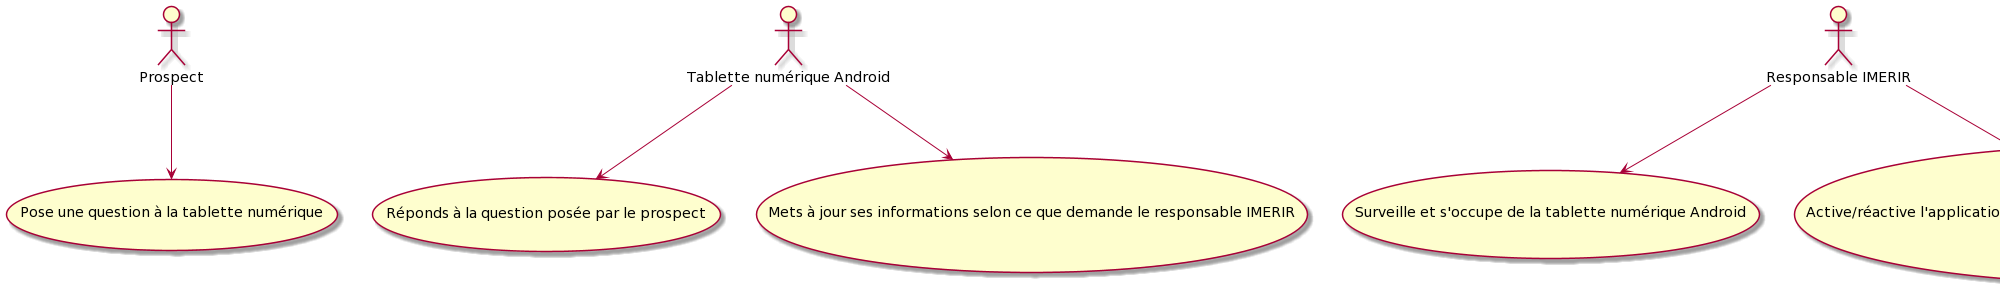 Prospect
Tablette numérique Android
Responsable IMERIR
Pose une question à la tablette numérique
Réponds à la question posée par le prospect
Mets à jour ses informations selon ce que demande le responsable IMERIR
Surveille et s'occupe de la tablette numérique Android
Active/réactive l'applicatio